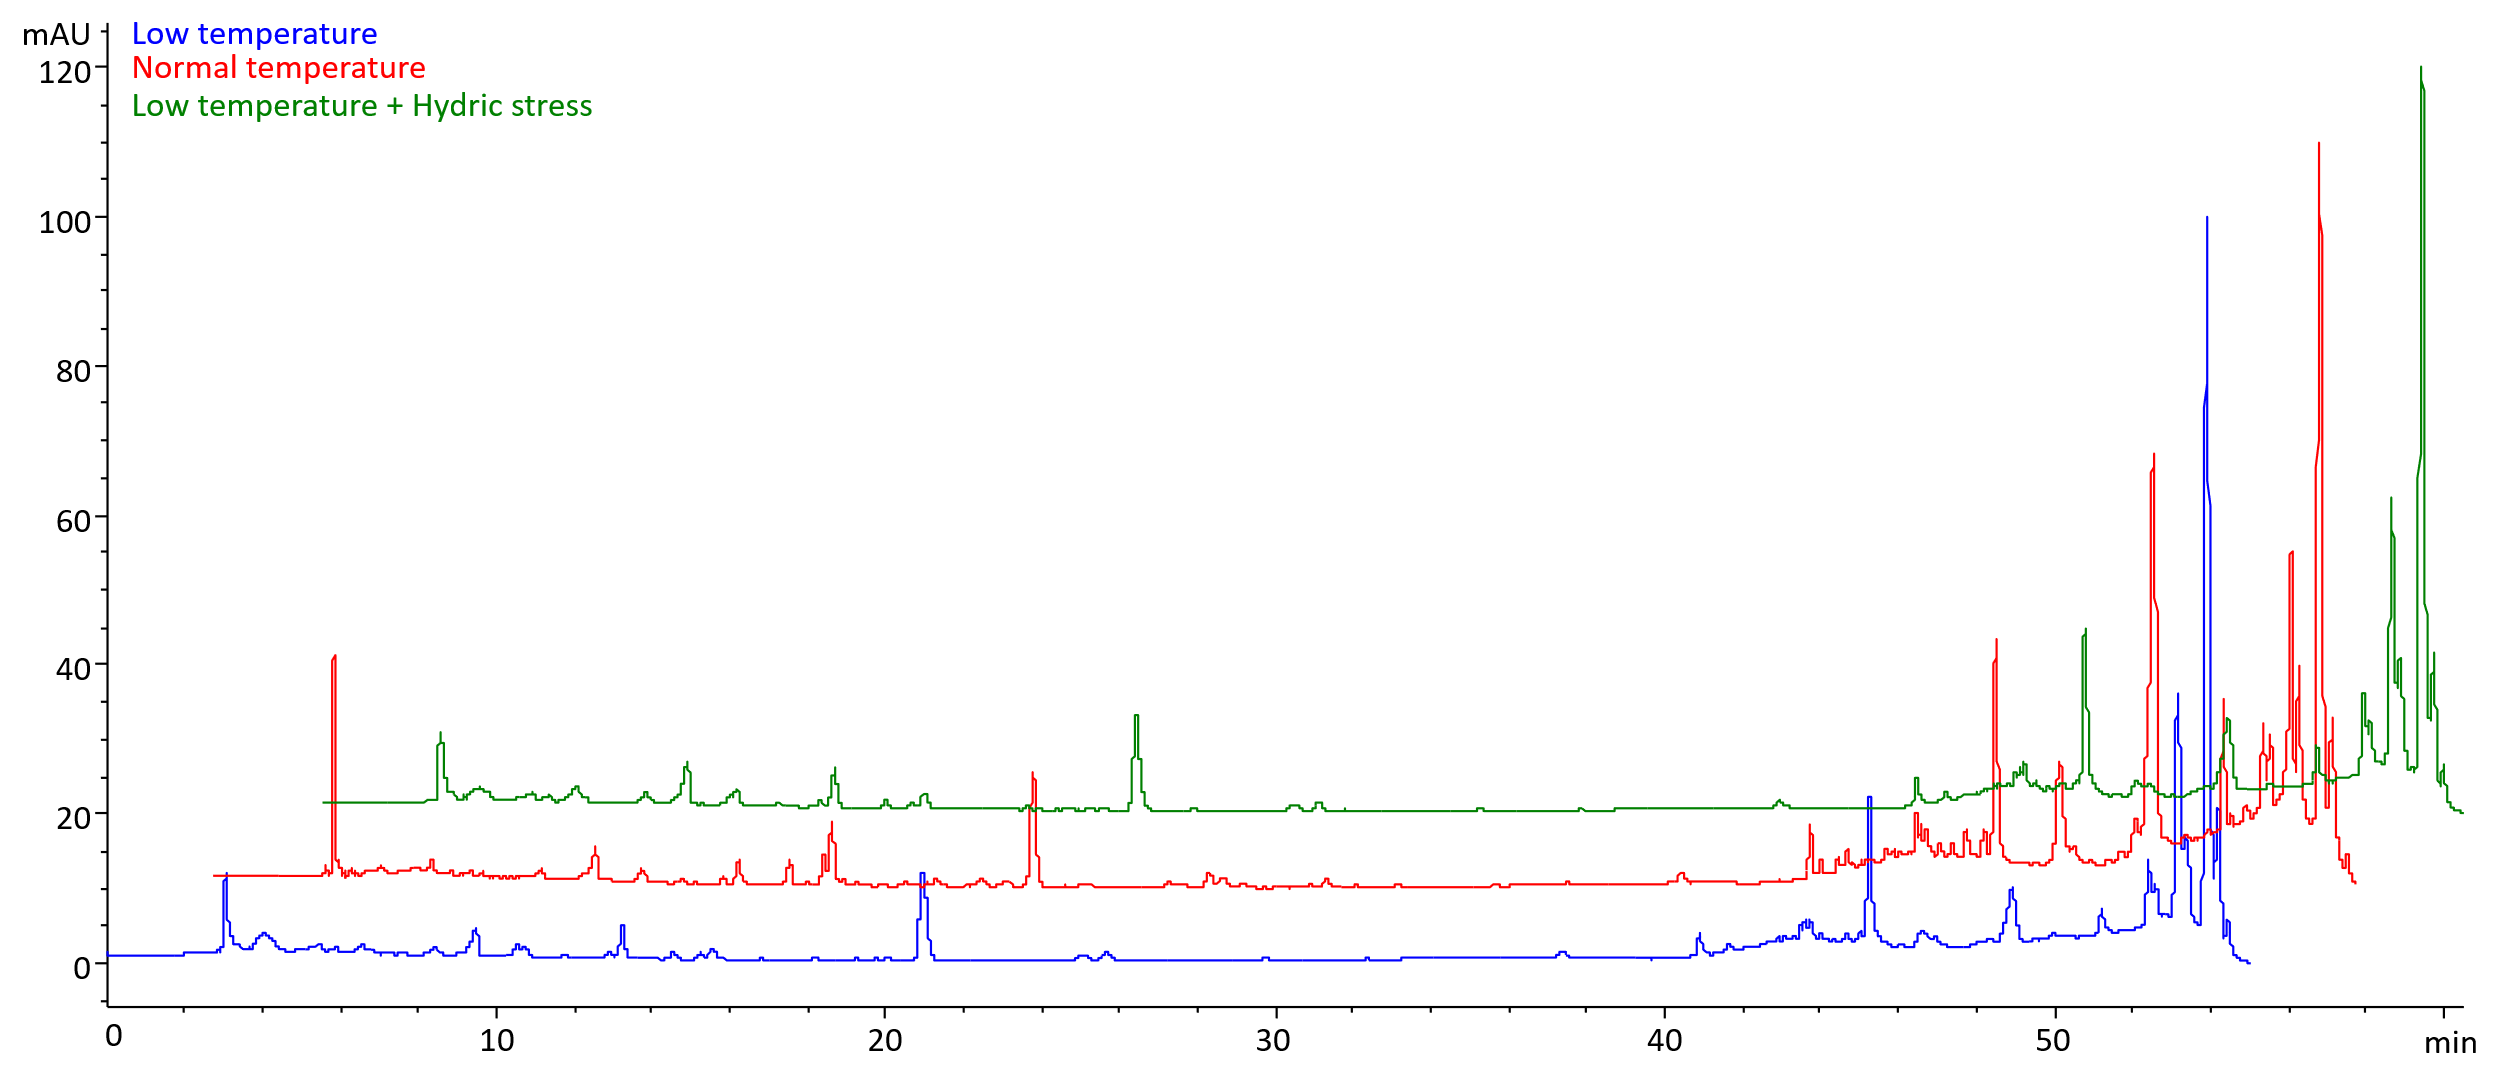 mAU
Low temperature
Normal temperature
Low temperature + Hydric stress
120
100
80
60
40
20
0
0 10 20 30 40 50 min